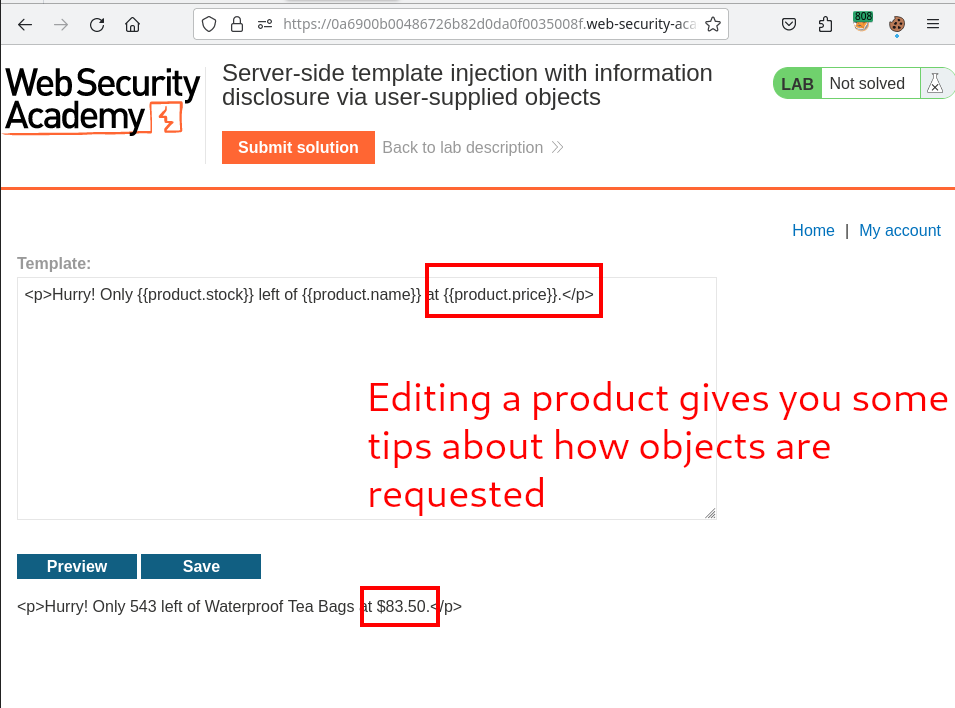 https://0a6900b00486726b82d0da0f0035008f.web-security-aca
808
Web Security
Academy
Server-side template injection with information
disclosure via user-supplied objects
LAB Not solved
Submit solution Back to lab description
Home | My account
Template:
<p>Hurry! Only {{product.stock}} left of {{product.name}} at {{product.price}}.</p>
Editing a product gives you some
tips about how objects are
requested
Preview Save
<p>Hurry! Only 543 left of Waterproof Tea Bags at $83.50.</p>